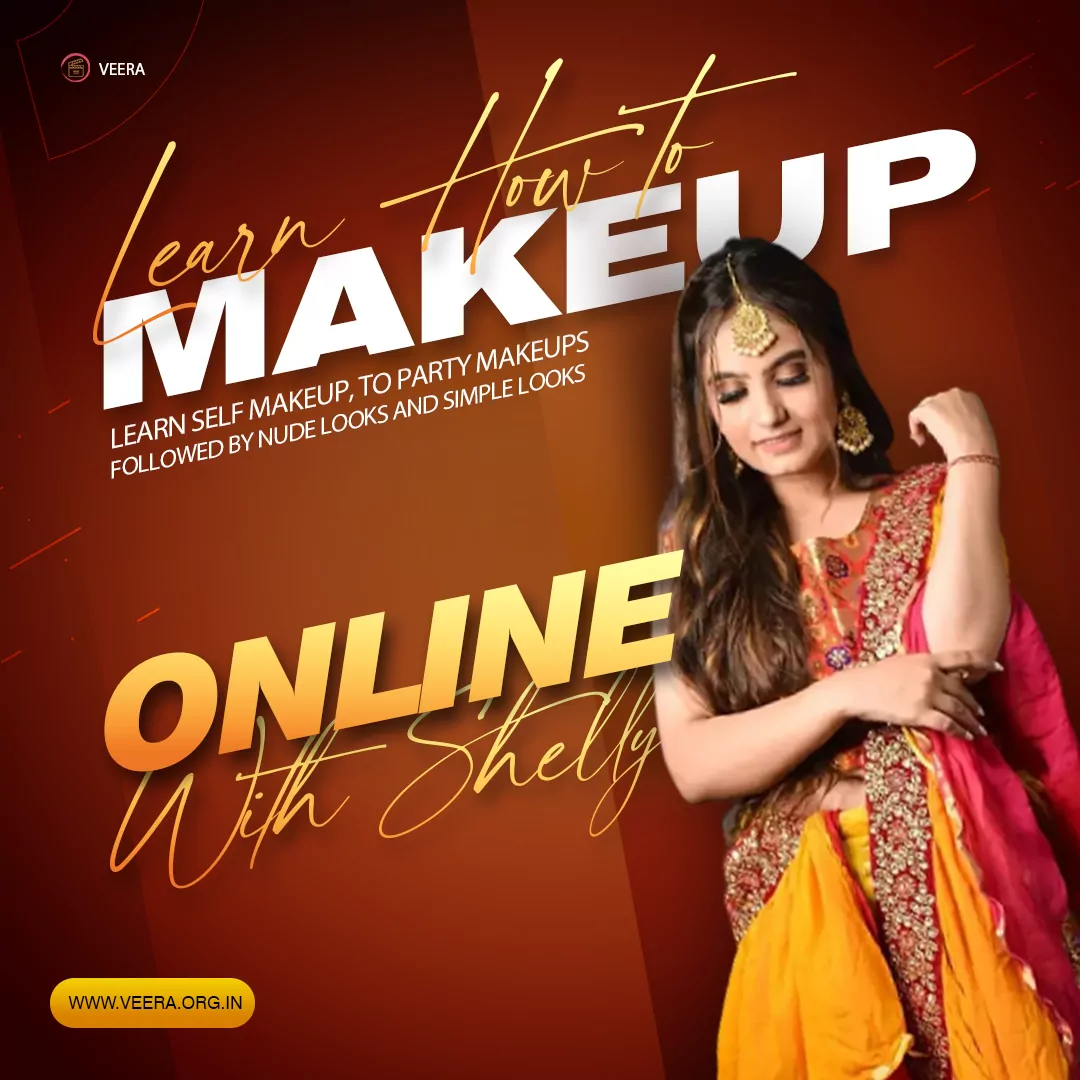 VEERA
Learn How to
MAKEUP
LEARN SELF MAKEUP, TO PARTY MAKEUPS
FOLLOWED BY NUDE LOOKS AND SIMPLE LOOKS
ONLINE
With Shelly
WWW.VEERA.ORG.IN